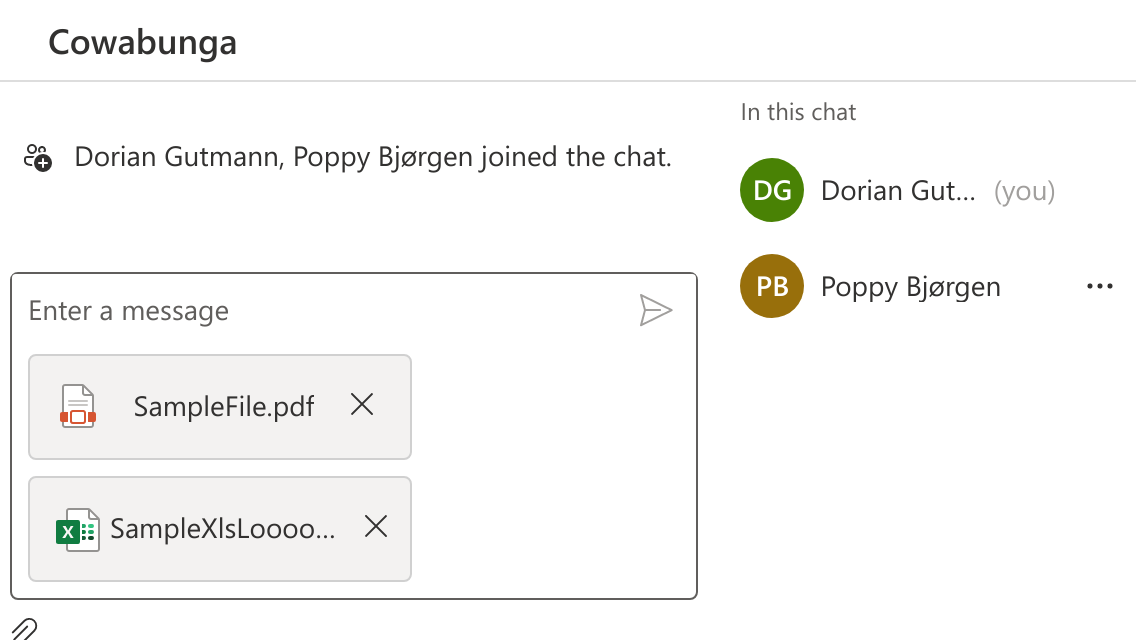 Cowabunga
Dorian Gutmann, Poppy Bjørgen joined the chat.
Enter a message
SampleFile.pdf
X SampleXlsLoooo...
In this chat
DG Dorian Gut... (you)
PB Poppy Bjørgen